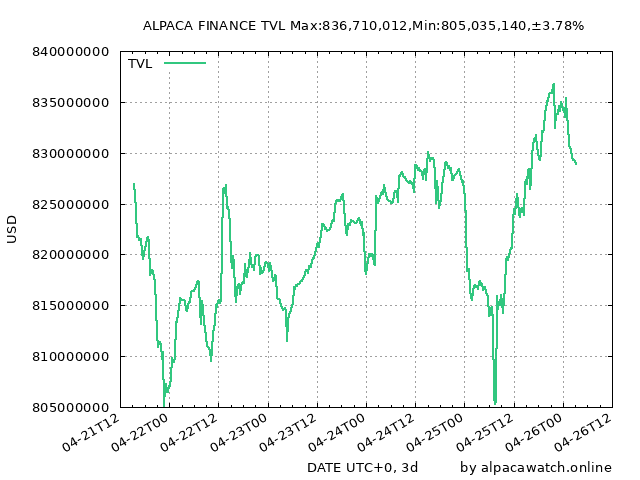 ALPACA FINANCE TVL Max:836,710,012,Min:805,035,140,±3.78%
TVL
840000000
835000000
830000000
825000000
820000000
815000000
810000000
805000000
USD
04-21T12
04-22T00
04-22T12
04-23T00
04-23T12
04-24T00
04-24T12
04-25T00
04-25T12
04-26T00
04-26T12
DATE UTC+0, 3d
by alpacawatch.online